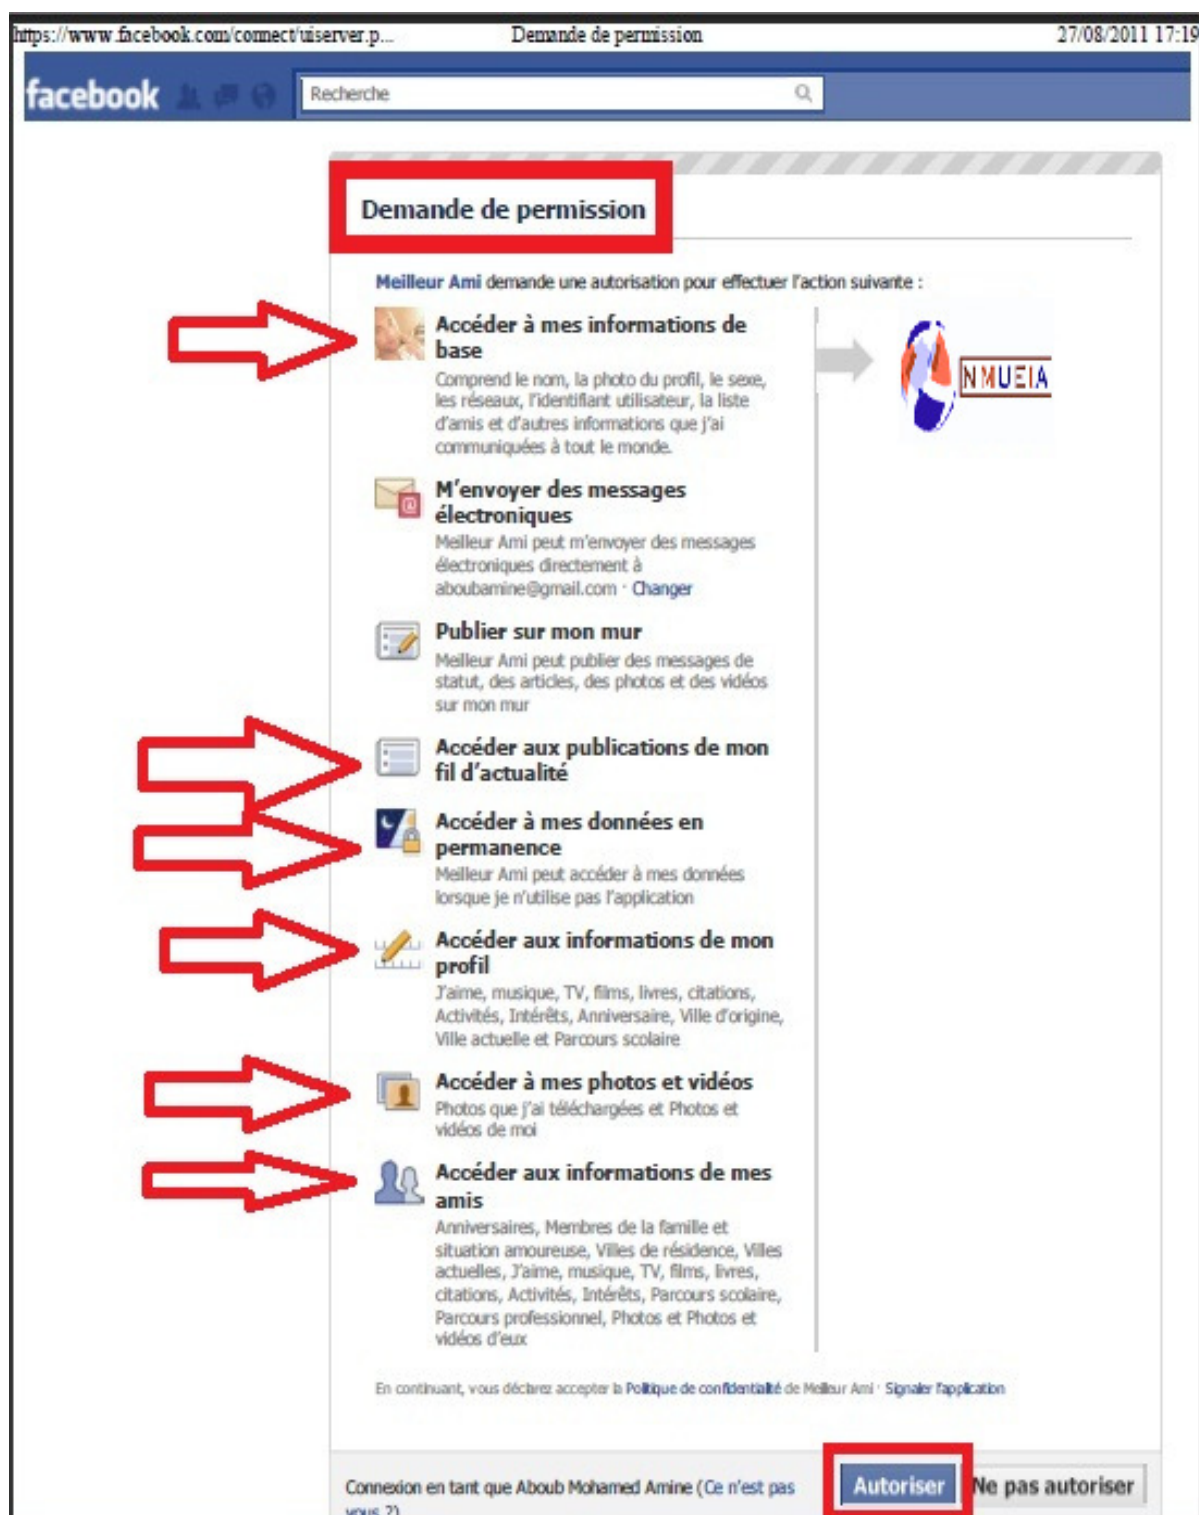 https://www.facebook.com/connect/uiserver.p... Demande de permission 27/08/2011 17:19
facebook Recherche
Demande de permission
Meilleur Ami demande une autorisation pour effectuer l'action suivante :
Accéder à mes informations de
base
Comprend le nom, la photo du profil, le sexe,
les réseaux, l'identifiant utilisateur, la liste
d'amis et d'autres informations que j'ai
communiquées à tout le monde.
NMUEIA
M'envoyer des messages
électroniques
Meilleur Ami peut m'envoyer des messages
électroniques directement à
aboubamine@gmail.com · Changer
Publier sur mon mur
Meilleur Ami peut publier des messages de
statut, des articles, des photos et des vidéos
sur mon mur
Accéder aux publications de mon
fil d'actualité
Accéder à mes données en
permanence
Meilleur Ami peut accéder à mes données
lorsque je n'utilise pas l'application
Accéder aux informations de mon
profil
J'aime, musique, TV, films, livres, citations,
Activités, Intérêts, Anniversaire, Ville d'origine,
Ville actuelle et Parcours scolaire
Accéder à mes photos et vidéos
Photos que j'ai téléchargées et Photos et
vidéos de moi
Accéder aux informations de mes
amis
Anniversaires, Membres de la famille et
situation amoureuse, Villes de résidence, Villes
actuelles, J'aime, musique, TV, films, livres,
citations, Activités, Intérêts, Parcours scolaire,
Parcours professionnel, Photos et Photos et
vidéos d'eux
En continuant, vous déclarez accepter la Politique de confidentialité de Meilleur Ami · Signaler l'application
Connexion en tant que Aboub Mohamed Amine (Ce n'est pas
vous ?)
Autoriser Ne pas autoriser